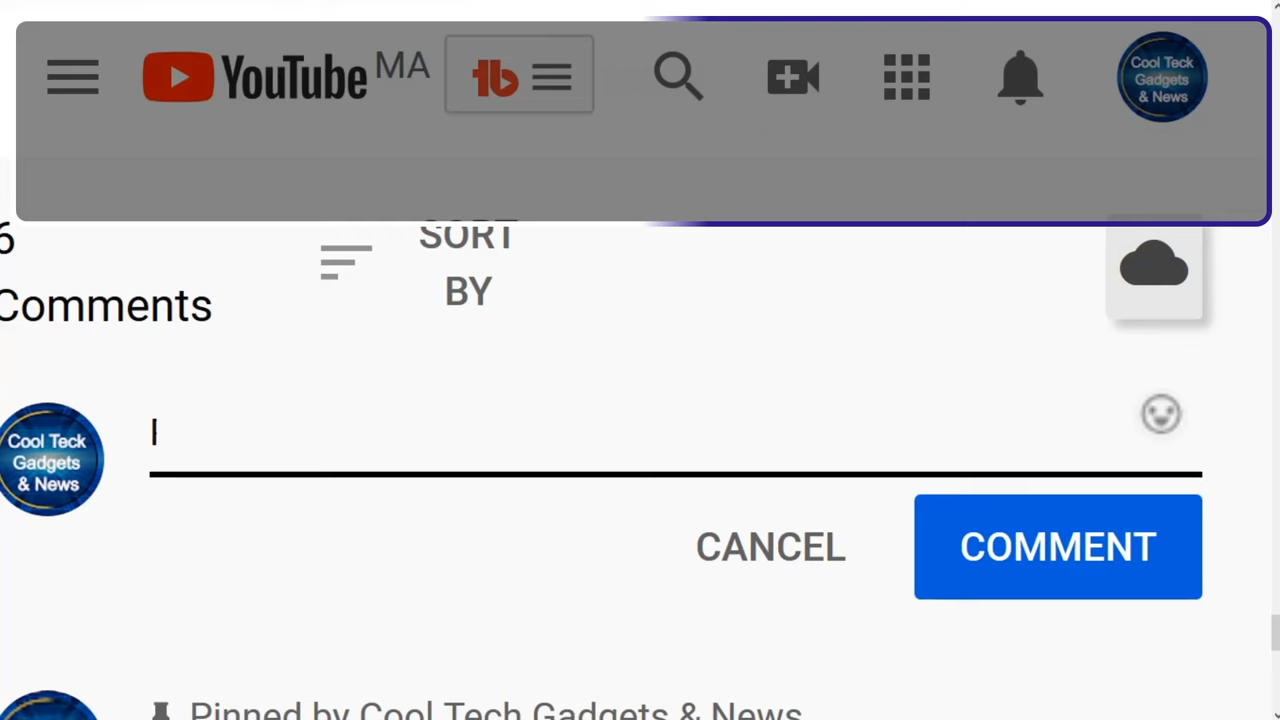 YouTube MA
Cool Teck
Gadgets
& News
6
Comments
SORT
BY
Cool Teck
Gadgets
& News
CANCEL
COMMENT
Pinned by Cool Tech Gadgets & News